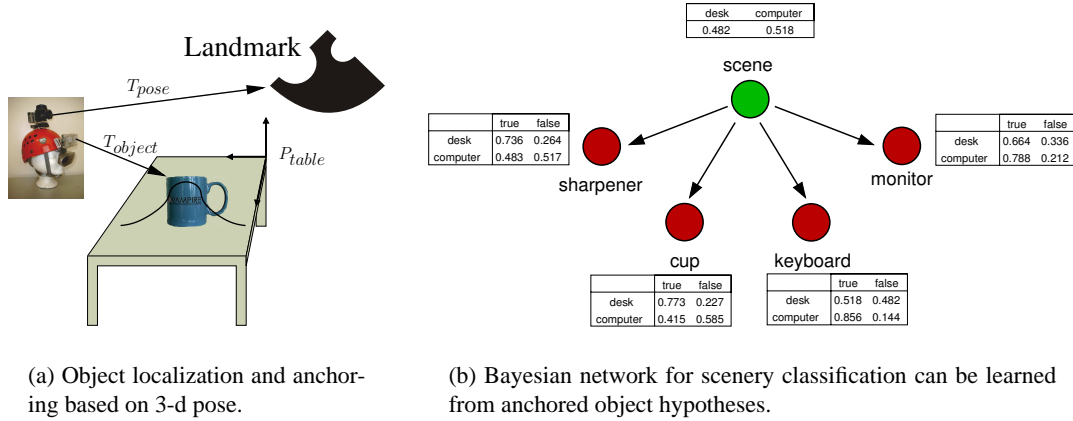 Landmark
T_pose
T_object
P_table
VAMPIRE
(a) Object localization and anchor-
ing based on 3-d pose.
desk computer
0.482 0.518
scene
true false
desk 0.736 0.264
computer 0.483 0.517
sharpener
true false
desk 0.664 0.336
computer 0.788 0.212
monitor
cup
true false
desk 0.773 0.227
computer 0.415 0.585
keyboard
true false
desk 0.518 0.482
computer 0.856 0.144
(b) Bayesian network for scenery classification can be learned
from anchored object hypotheses.